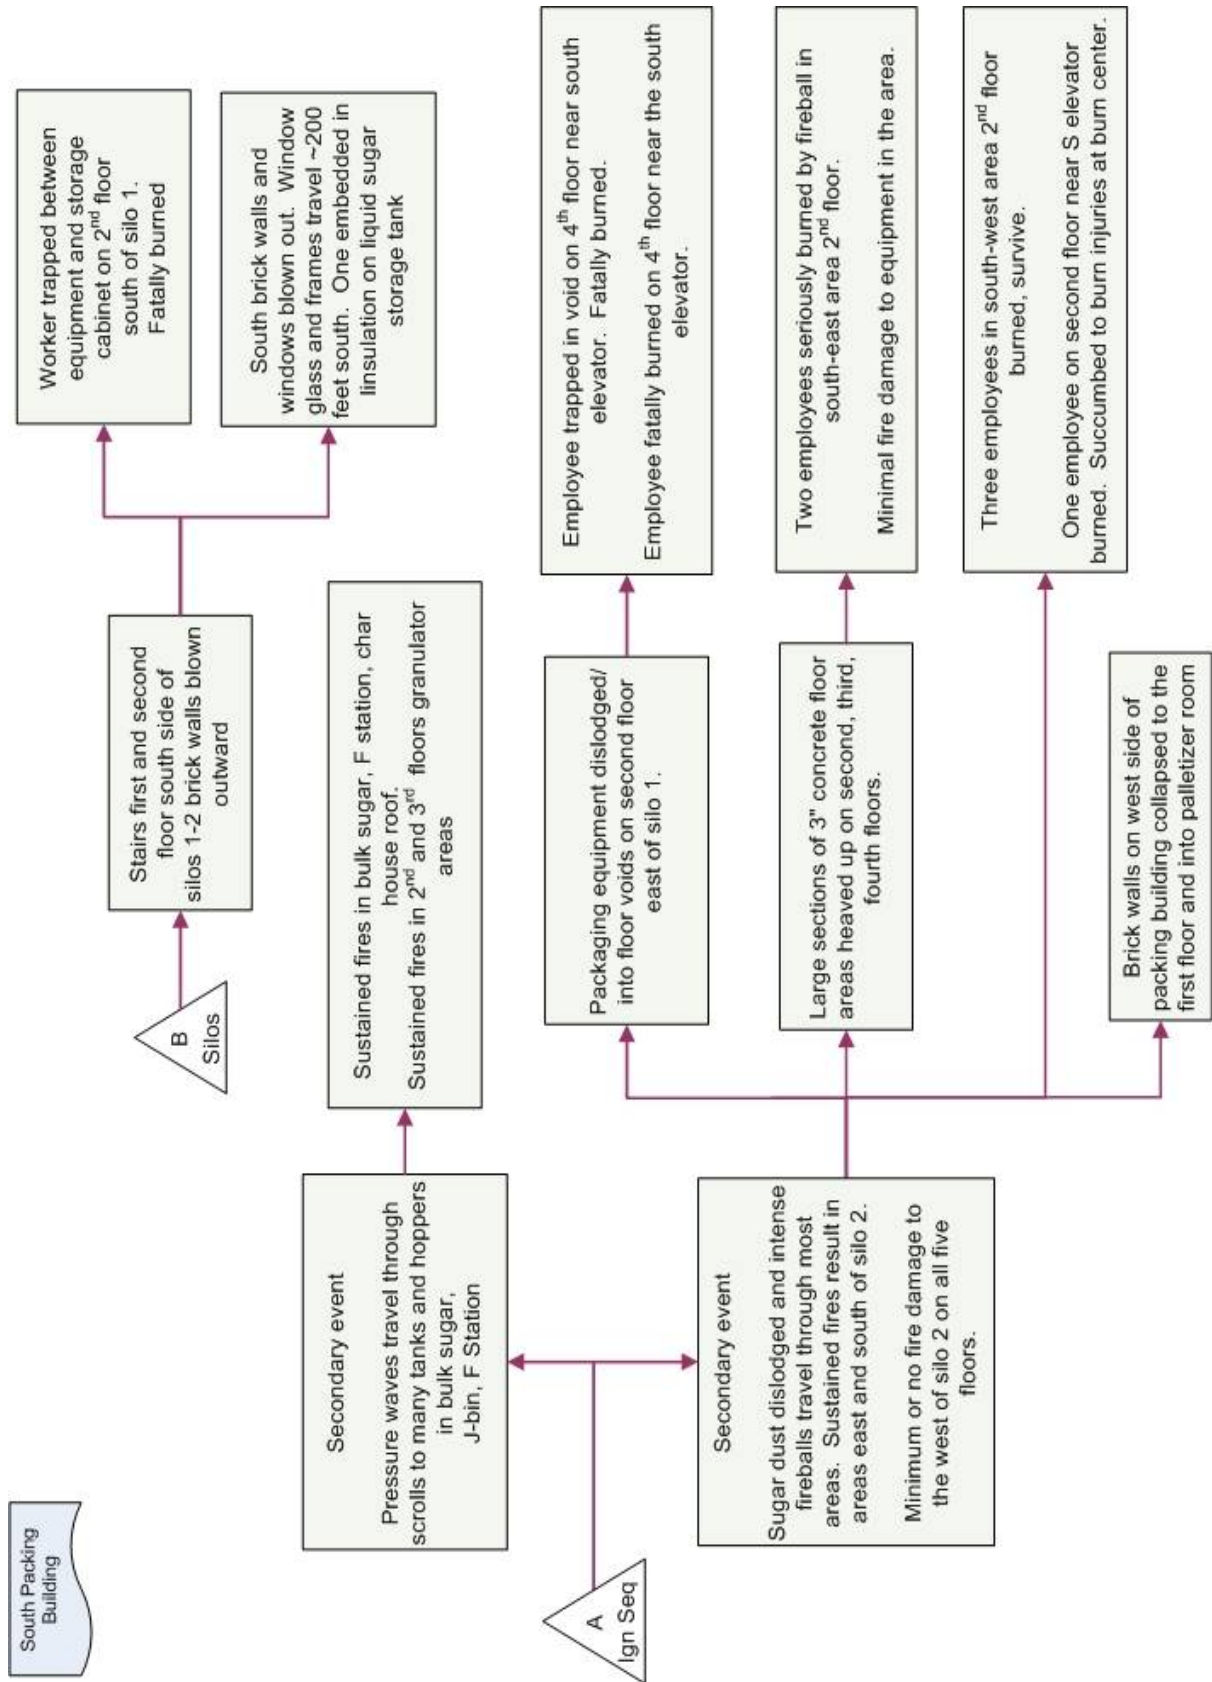 South Packing
Building
B
Silos
Stairs first and second
floor south side of
silos 1-2 brick walls blown
outward
Worker trapped between
equipment and storage
cabinet on 2nd floor
south of silo 1.
Fatally burned
South brick walls and
windows blown out. Window
glass and frames travel ~200
feet south. One embedded in
linsulation on liquid sugar
storage tank
A
Ign Seq
Secondary event
Pressure waves travel through
scrolls to many tanks and hoppers
in bulk sugar,
J-bin, F Station
Sustained fires in bulk sugar, F station, char
house roof.
Sustained fires in 2nd and 3rd floors granulator
areas
Secondary event
Sugar dust dislodged and intense
fireballs travel through most
areas. Sustained fires result in
areas east and south of silo 2.
Minimum or no fire damage to
the west of silo 2 on all five
floors.
Packaging equipment dislodged/
into floor voids on second floor
east of silo 1.
Employee trapped in void on 4th floor near south
elevator. Fatally burned.
Employee fatally burned on 4th floor near the south
elevator.
Large sections of 3" concrete floor
areas heaved up on second, third,
fourth floors.
Two employees seriously burned by fireball in
south-east area 2nd floor.
Minimal fire damage to equipment in the area.
Three employees in south-west area 2nd floor
burned, survive.
One employee on second floor near S elevator
burned. Succumbed to burn injuries at burn center.
Brick walls on west side of
packing building collapsed to the
first floor and into palletizer room